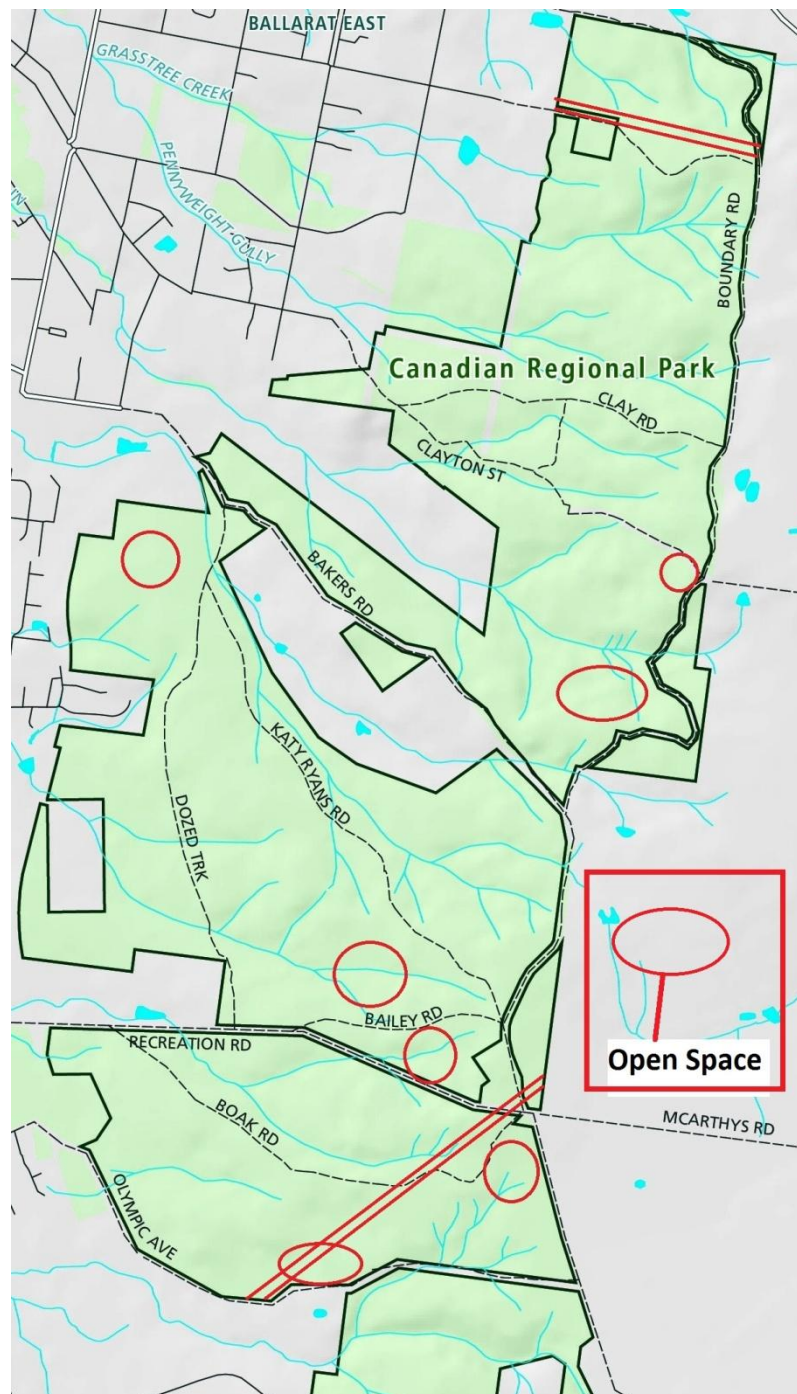 BALLARAT EAST
GRASSTREE CREEK
PENNYWEIGHT GULLY
BOUNDARY RD
Canadian Regional Park
CLAY RD
CLAYTON ST
BAKERS RD
KATY RYANS RD
DOZED TRK
Open Space
BAILEY RD
RECREATION RD
MCARTHYS RD
BOAK RD
OLYMPIC AVE